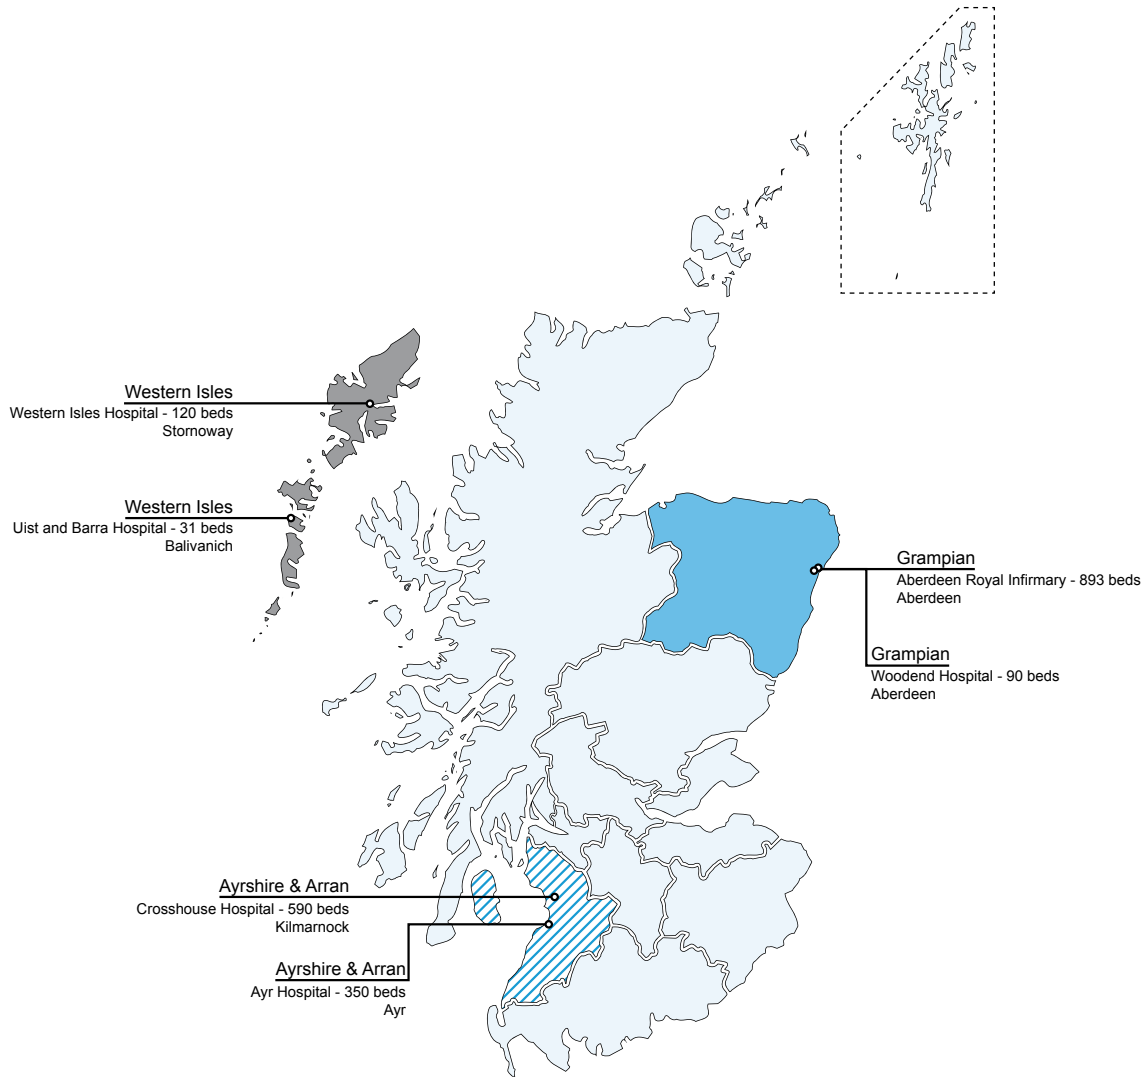 Western Isles
Western Isles Hospital - 120 beds
Stornoway
Western Isles
Uist and Barra Hospital - 31 beds
Balivanich
Grampian
Aberdeen Royal Infirmary - 893 beds
Aberdeen
Grampian
Woodend Hospital - 90 beds
Aberdeen
Ayrshire & Arran
Crosshouse Hospital - 590 beds
Kilmarnock
Ayrshire & Arran
Ayr Hospital - 350 beds
Ayr